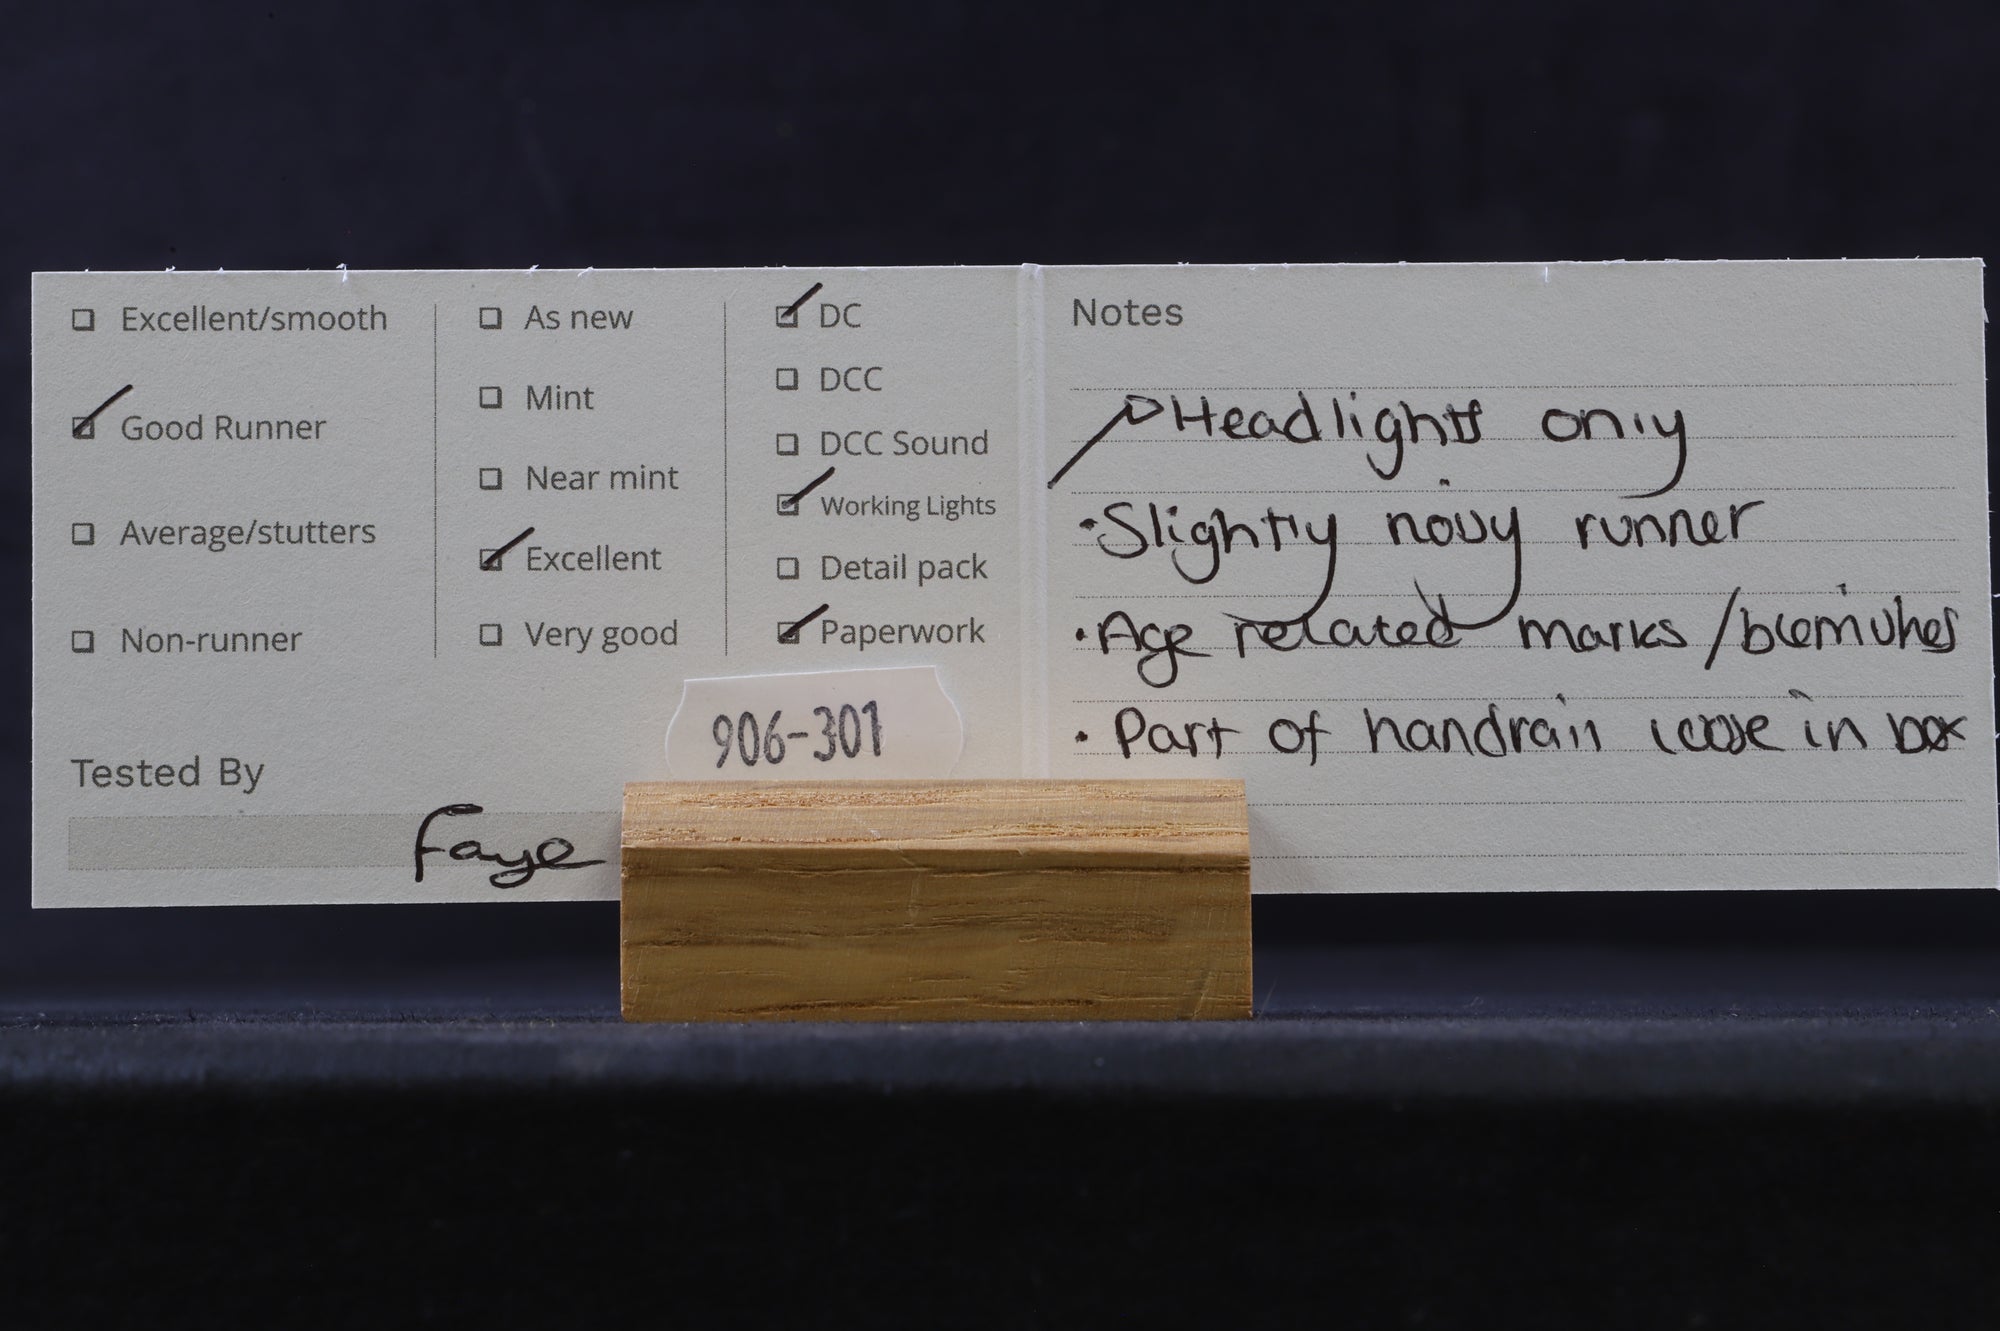 Excellent/smooth
Good Runner
Average/stutters
Non-runner
As new
Mint
Near mint
Excellent
Very good
DC
DCC
DCC Sound
Working Lights
Detail pack
Paperwork
906-301
Tested By
Faye
Notes
Headlights only
• Slightly noisy runner
• Age related marks/blemishes
• Part of handrail loose in box